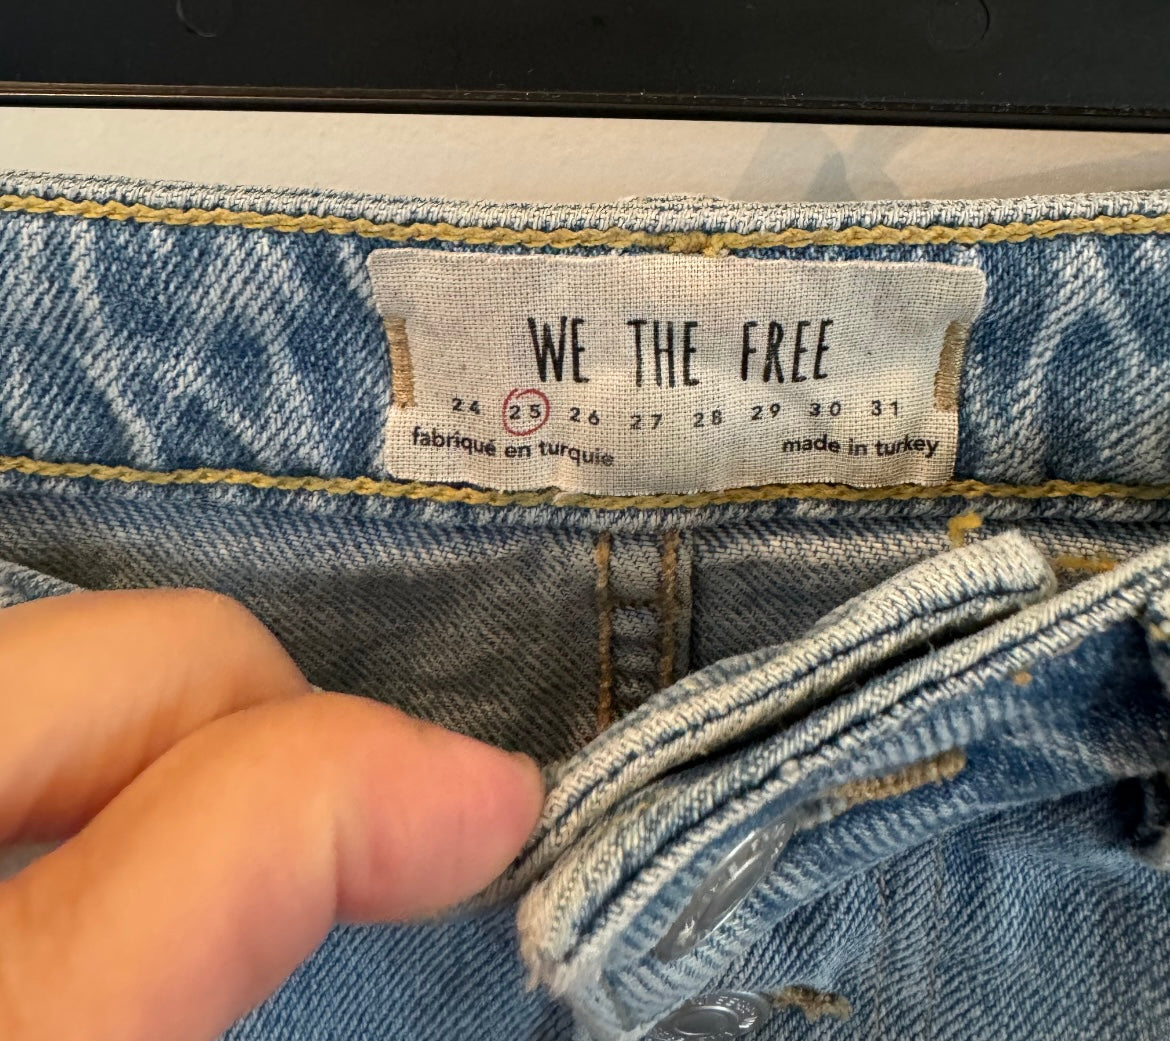 WE THE FREE
24 25 26 27 28 29 30 31
fabriqué en turquie made in turkey